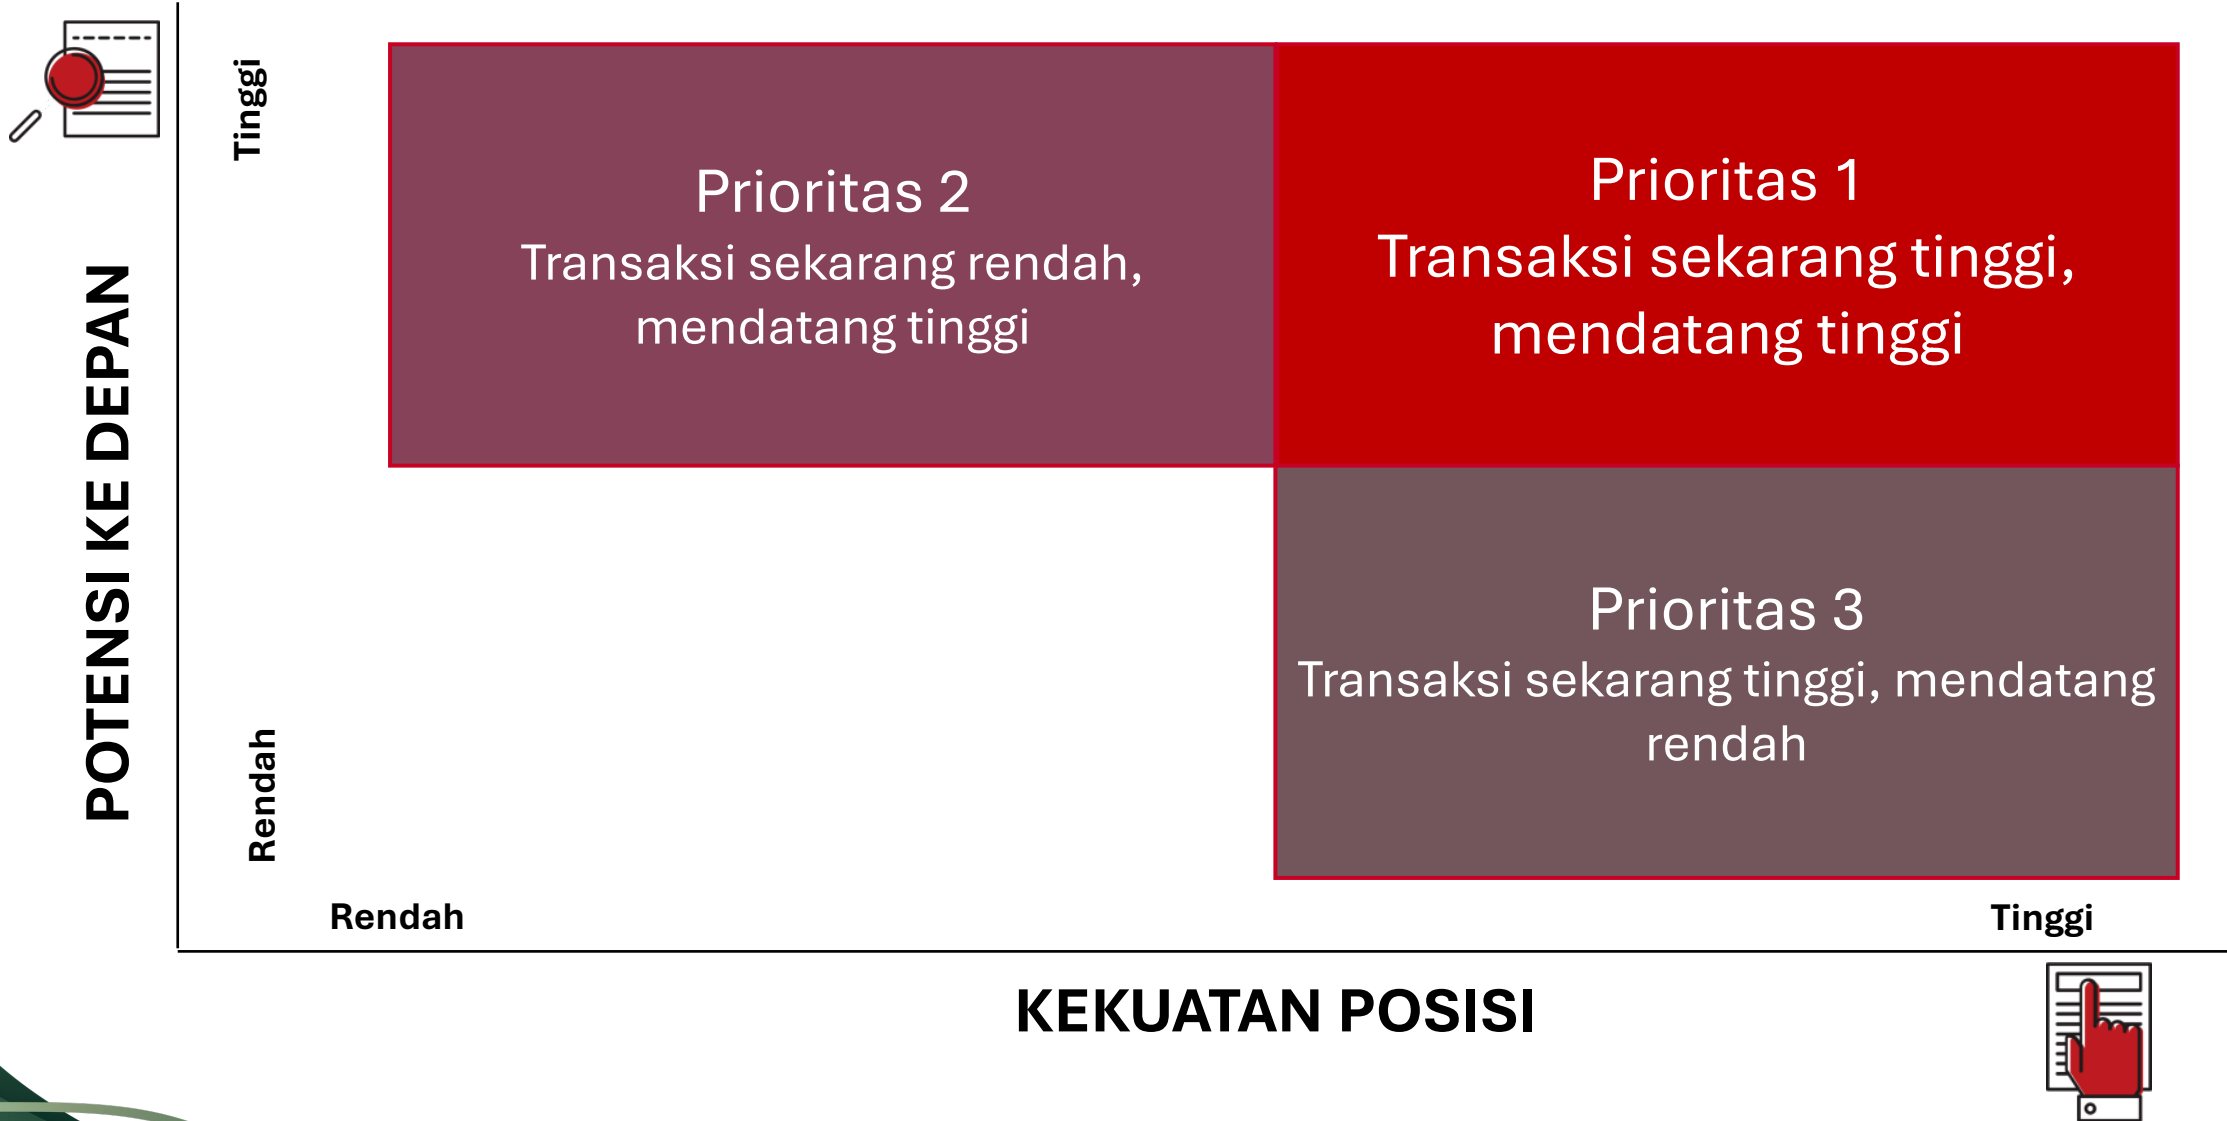 POTENSI KE DEPAN
Tinggi
Rendah
Prioritas 2
Transaksi sekarang rendah,
mendatang tinggi
Prioritas 1
Transaksi sekarang tinggi,
mendatang tinggi
Prioritas 3
Transaksi sekarang tinggi, mendatang
rendah
Rendah
Tinggi
KEKUATAN POSISI